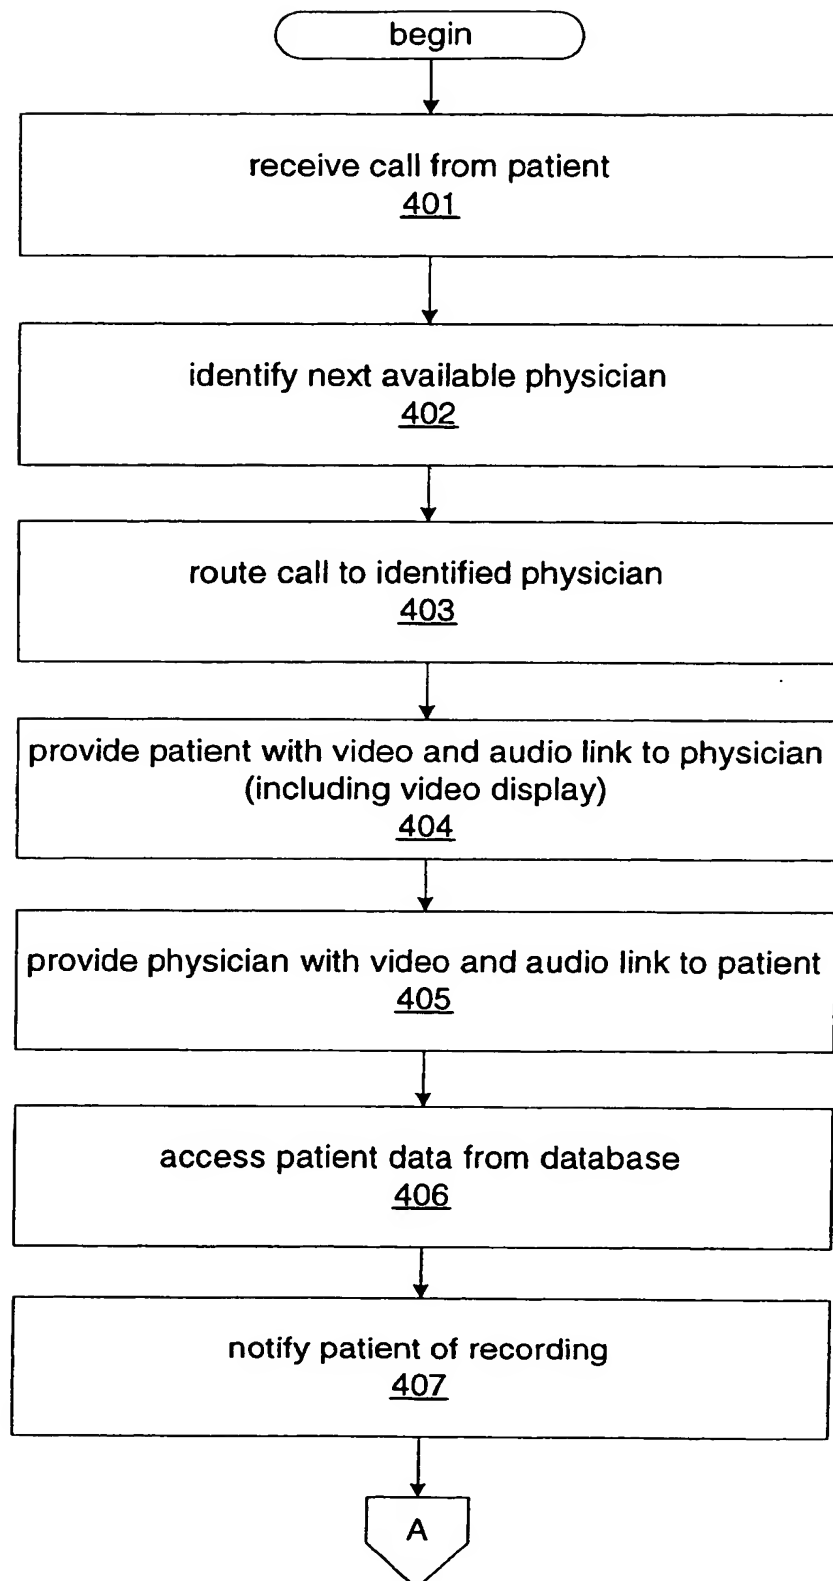 begin
receive call from patient
401
identify next available physician
402
route call to identified physician
403
provide patient with video and audio link to physician
(including video display)
404
provide physician with video and audio link to patient
405
access patient data from database
406
notify patient of recording
407
A